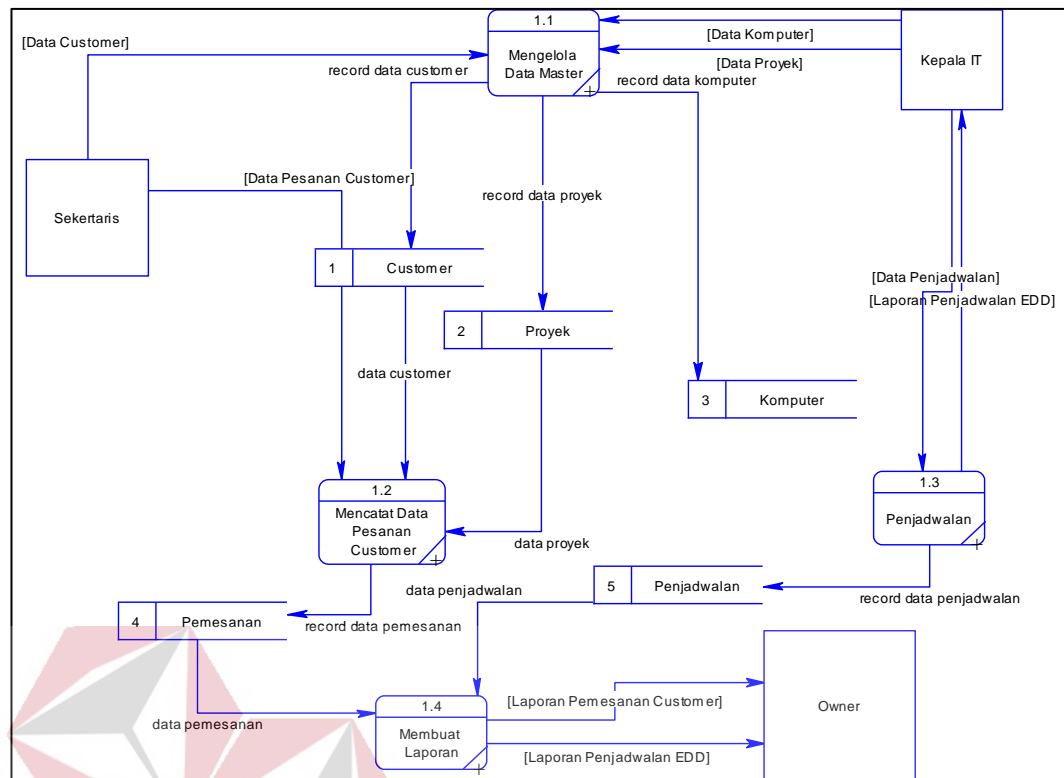 1.1
Mengelola
Data Master
[Data Customer]
record data customer
[Data Komputer]
[Data Proyek]
record data komputer
Kepala IT
[Data Pesanan Customer]
record data proyek
Sekertaris
1
Customer
[Data Penjadwalan]
[Laporan Penjadwalan EDD]
2
Proyek
data customer
3
Komputer
1.2
Mencatat Data
Pesanan
Customer
data proyek
1.3
Penjadwalan
data penjadwalan
5
Penjadwalan
record data penjadwalan
4
Pemesanan
record data pemesanan
data pemesanan
1.4
Membuat
Laporan
[Laporan Pemesanan Customer]
[Laporan Penjadwalan EDD]
Owner